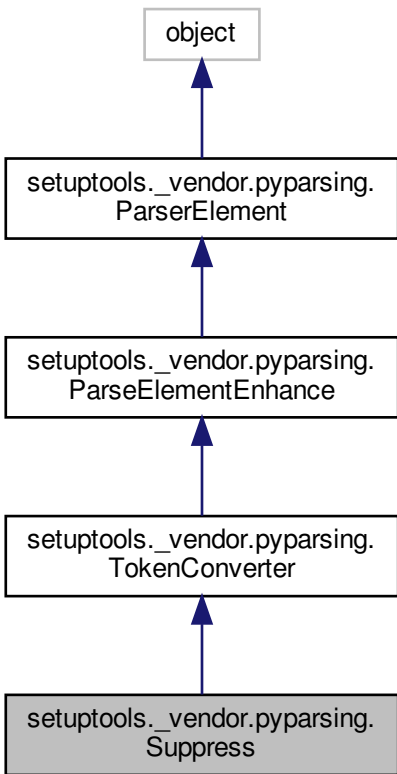 object
setuptools._vendor.pyparsing.
ParserElement
setuptools._vendor.pyparsing.
ParseElementEnhance
setuptools._vendor.pyparsing.
TokenConverter
setuptools._vendor.pyparsing.
Suppress